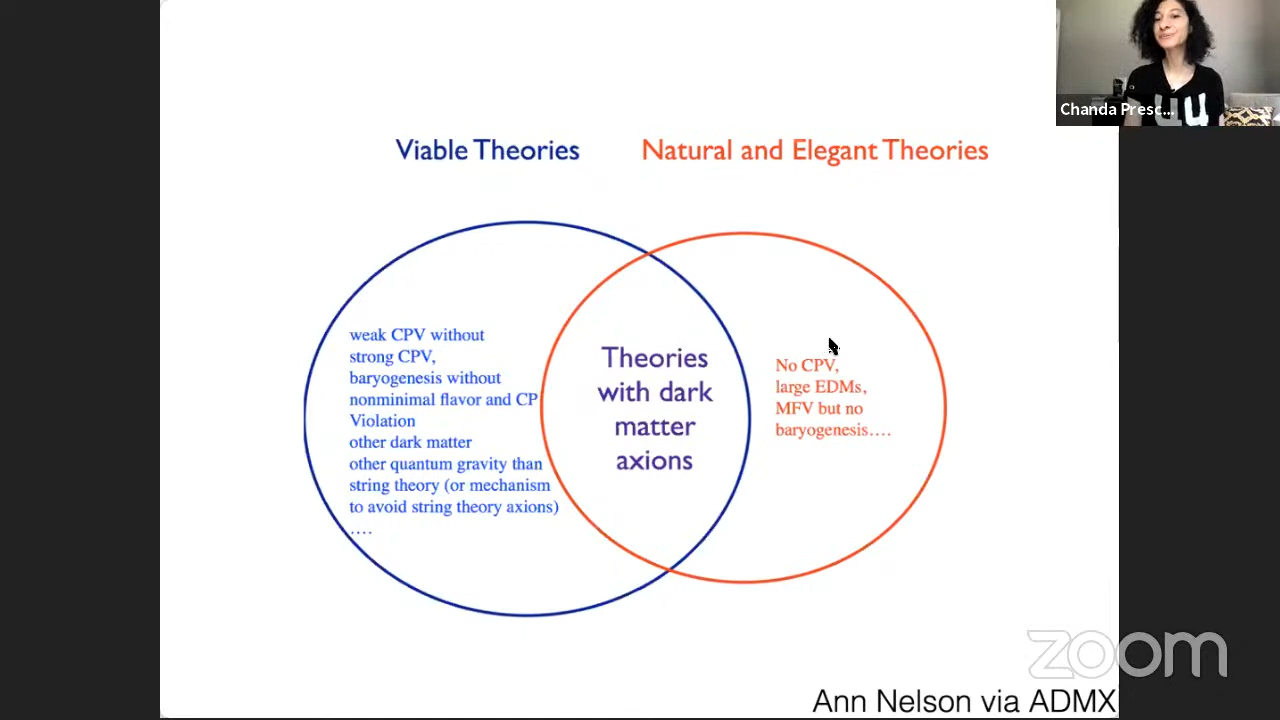 Chanda Presc...
Viable Theories
Natural and Elegant Theories
weak CPV without
strong CPV,
baryogenesis without
nonminimal flavor and CP
Violation
other dark matter
other quantum gravity than
string theory (or mechanism
to avoid string theory axions)
....
Theories
with dark
matter
axions
No CPV,
large EDMs,
MFV but no
baryogenesis....
zoom
Ann Nelson via ADMX